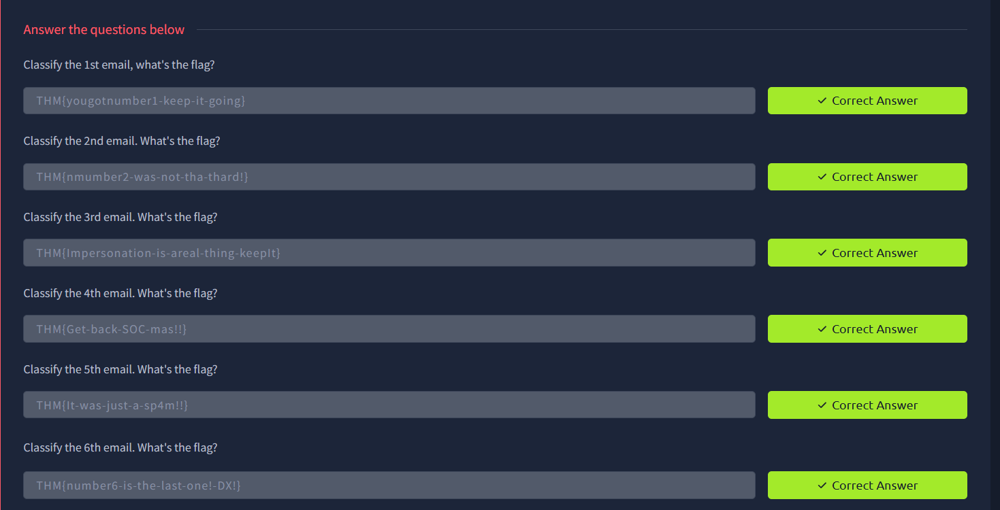 Answer the questions below
Classify the 1st email, what's the flag?
THM{yougotnumber1-keep-it-going}
✓ Correct Answer
Classify the 2nd email. What's the flag?
THM{nmumber2-was-not-tha-thard!}
✓ Correct Answer
Classify the 3rd email. What's the flag?
THM{Impersonation-is-areal-thing-keepIt}
✓ Correct Answer
Classify the 4th email. What's the flag?
THM{Get-back-SOC-mas!!}
✓ Correct Answer
Classify the 5th email. What's the flag?
THM{It-was-just-a-sp4m!!}
✓ Correct Answer
Classify the 6th email. What's the flag?
THM{number6-is-the-last-one!-DX!}
✓ Correct Answer